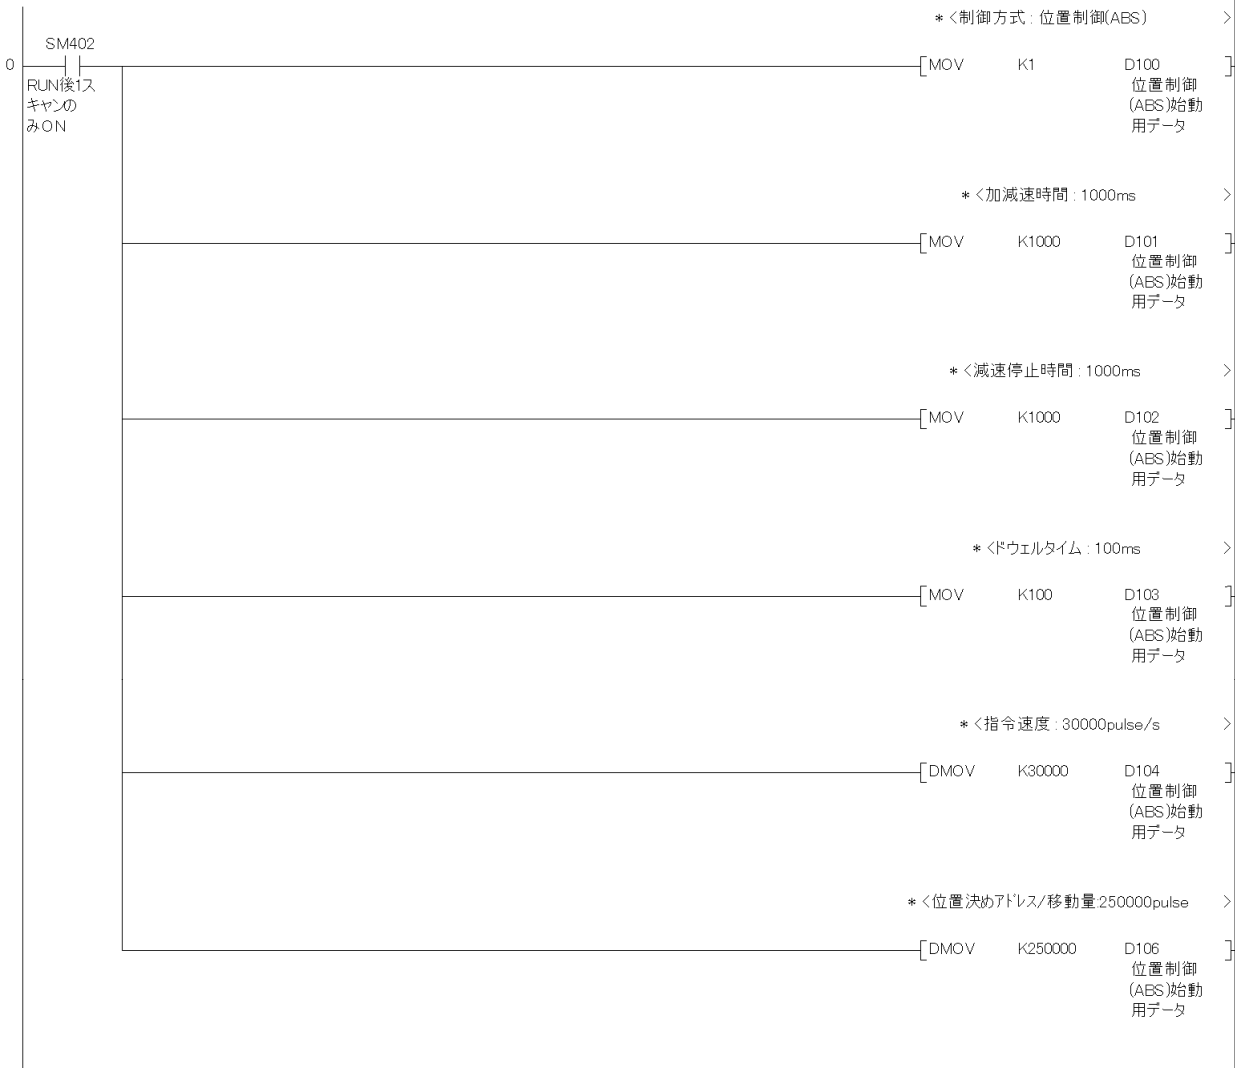 * <制御方式 : 位置制御(ABS) >
SM402
0
[MOV K1 D100 ]
RUN後1ス
キャンの
みON
位置制御
(ABS)始動
用データ
* <加減速時間 : 1000ms >
[MOV K1000 D101 ]
位置制御
(ABS)始動
用データ
* <減速停止時間 : 1000ms >
[MOV K1000 D102 ]
位置制御
(ABS)始動
用データ
* <ドウェルタイム : 100ms >
[MOV K100 D103 ]
位置制御
(ABS)始動
用データ
* <指令速度 : 30000pulse/s >
[DMOV K30000 D104 ]
位置制御
(ABS)始動
用データ
* <位置決めアドレス/移動量:250000pulse >
[DMOV K250000 D106 ]
位置制御
(ABS)始動
用データ